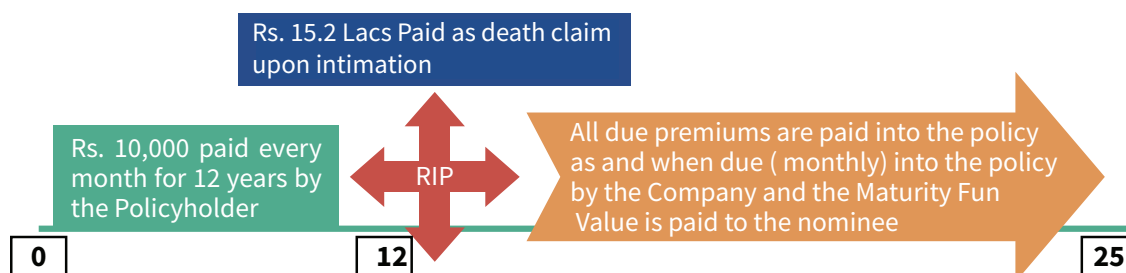 Rs. 15.2 Lacs Paid as death claim
upon intimation
Rs. 10,000 paid every
month for 12 years by
the Policyholder
RIP
All due premiums are paid into the policy
as and when due ( monthly) into the policy
by the Company and the Maturity Fun
Value is paid to the nominee
0
12
25